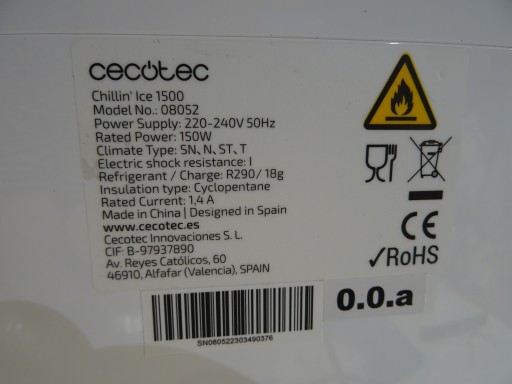 cecotec
Chillin' Ice 1500
Model No.: 08052
Power Supply: 220-240V 50Hz
Rated Power: 150W
Climate Type: SN, N, ST, T
Electric shock resistance: I
Refrigerant / Charge: R290/ 18g
Insulation type: Cyclopentane
Rated Current: 1,4 A
Made in China | Designed in Spain
www.cecotec.es
Cecotec Innovaciones S. L.
CIF: B-97937890
Av. Reyes Católicos, 60
46910, Alfafar (Valencia), SPAIN
CE
✓RoHS
0.0.a
SN080522303490376